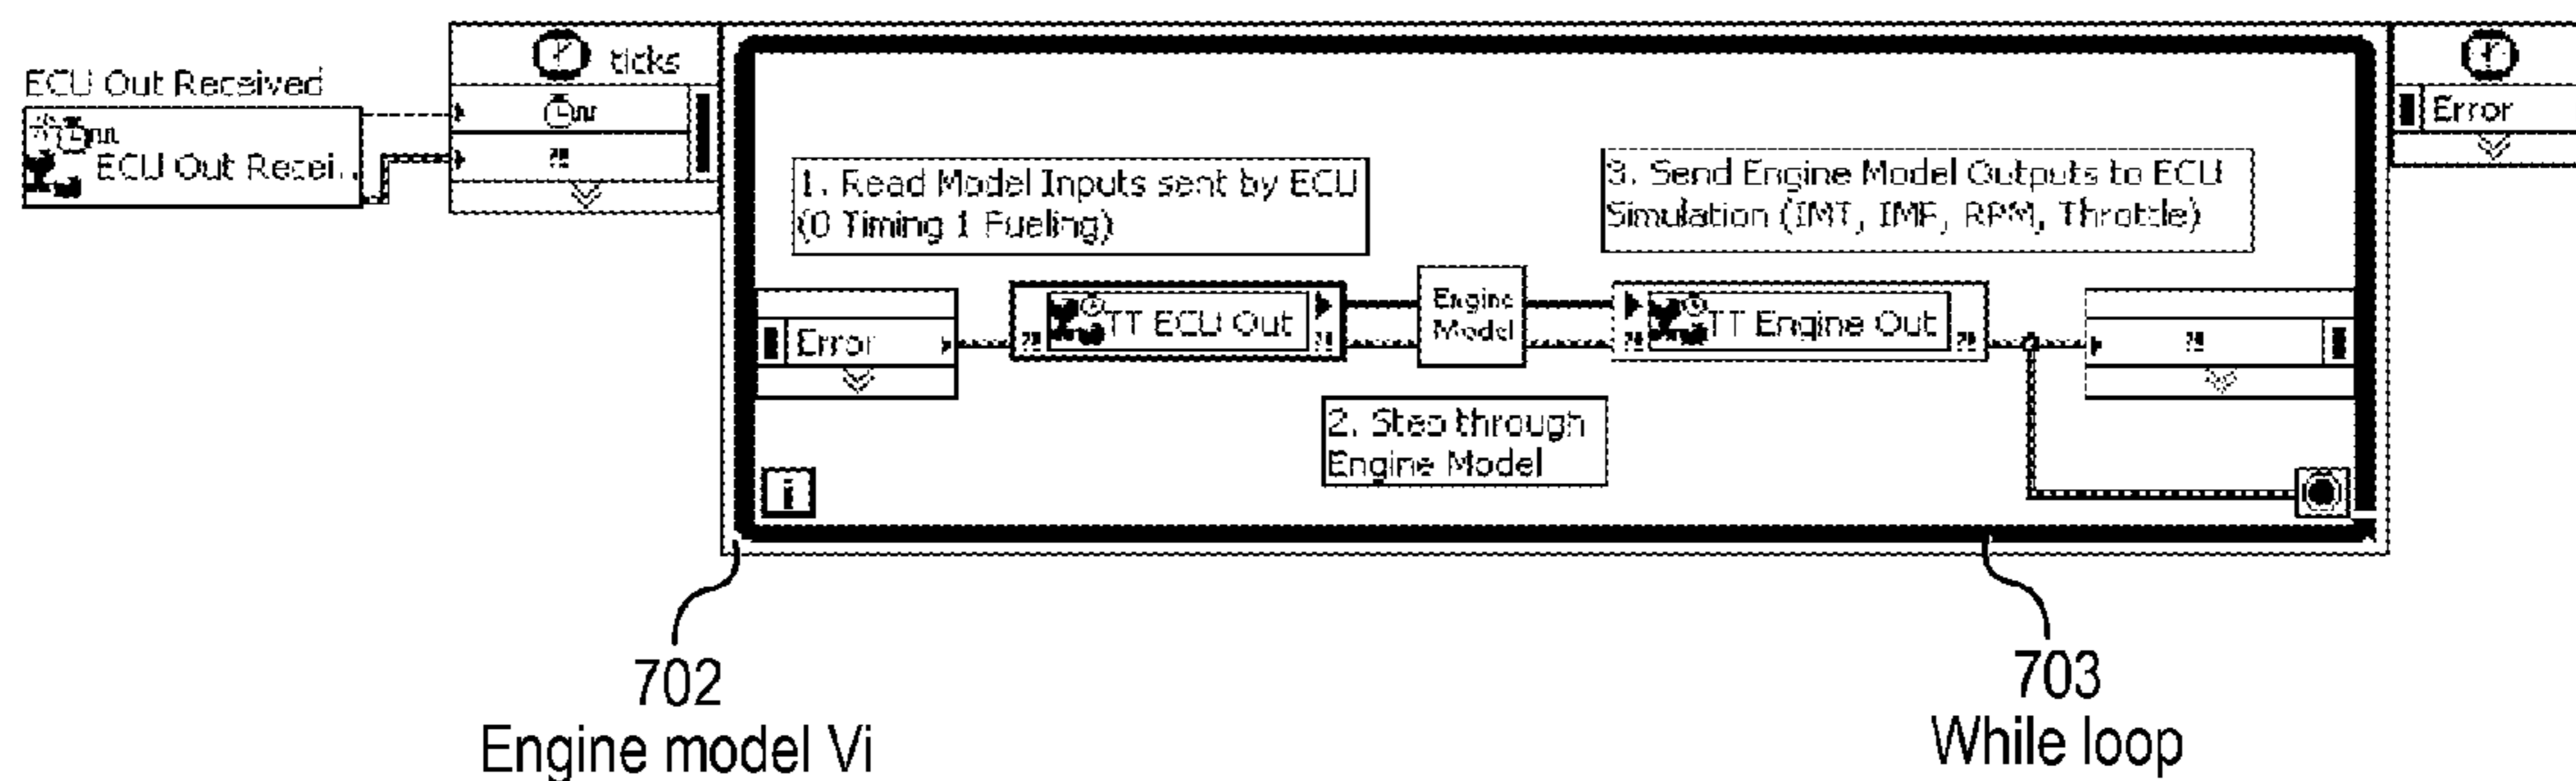 ECU Out Received
ECU Out Recei..
ticks
Error
1. Read Model Inputs sent by ECU
(0 Timing 1 Fueling)
3. Send Engine Model Outputs to ECU
Simulation (IMT, IMP, RPM, Throttle)
Error
TT ECU Out
Engine
Model
TT Engine Out
2. Step through
Engine Model
i
702
Engine model Vi
703
While loop